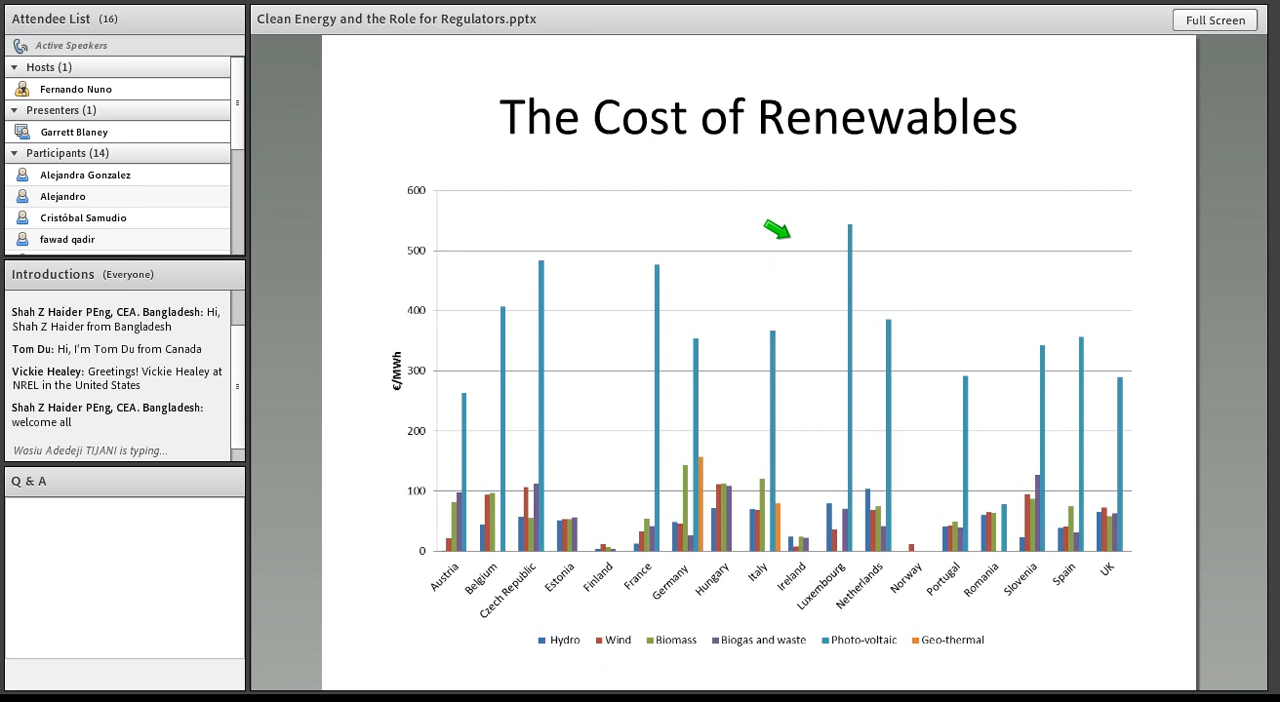 Attendee List (16)
Active Speakers
Hosts (1)
Fernando Nuno
Presenters (1)
Garrett Blaney
Participants (14)
Alejandra Gonzalez
Alejandro
Cristóbal Samudio
fawad qadir
Introductions (Everyone)
Shah Z Haider PEng, CEA. Bangladesh: Hi,
Shah Z Haider from Bangladesh
Tom Du: Hi, I'm Tom Du from Canada
Vickie Healey: Greetings! Vickie Healey at
NREL in the United States
Shah Z Haider PEng, CEA. Bangladesh:
welcome all
Wasiu Adedeji TIJANI is typing...
Q & A
Clean Energy and the Role for Regulators.pptx
Full Screen
The Cost of Renewables
600
500
400
300
200
100
0
€/MWh
Austria
Belgium
Czech Republic
Estonia
Finland
France
Germany
Hungary
Italy
Ireland
Luxembourg
Netherlands
Norway
Portugal
Romania
Slovenia
Spain
UK
Hydro Wind Biomass Biogas and waste Photo-voltaic Geo-thermal